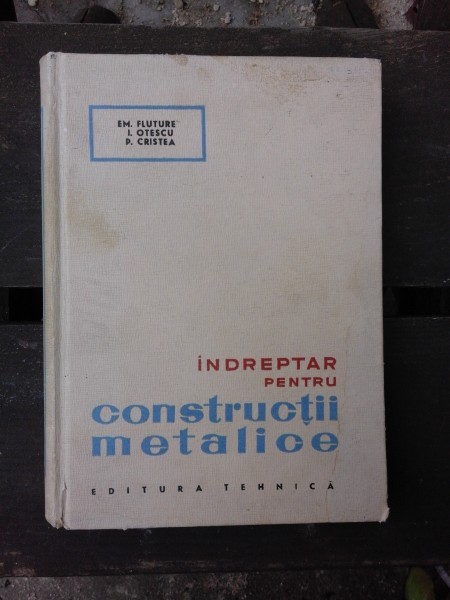 EM. FLUTURE
I. OTESCU
P. CRISTEA
ÎNDREPTAR
PENTRU
construcții
metalice
EDITURA TEHNICĂ